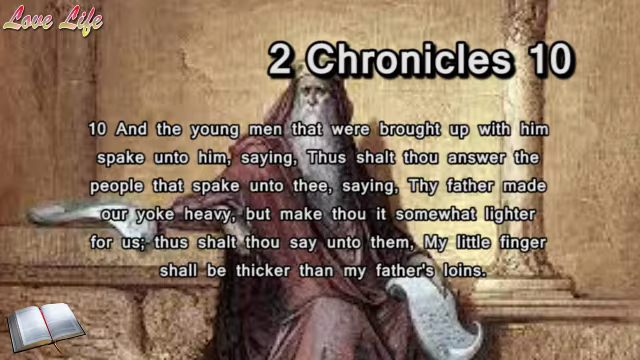 Love Life
2 Chronicles 10
10 And the young men that were brought up with him
spake unto him, saying, Thus shalt thou answer the
people that spake unto thee, saying, Thy father made
our yoke heavy, but make thou it somewhat lighter
for us; thus shalt thou say unto them, My little finger
shall be thicker than my father's loins.